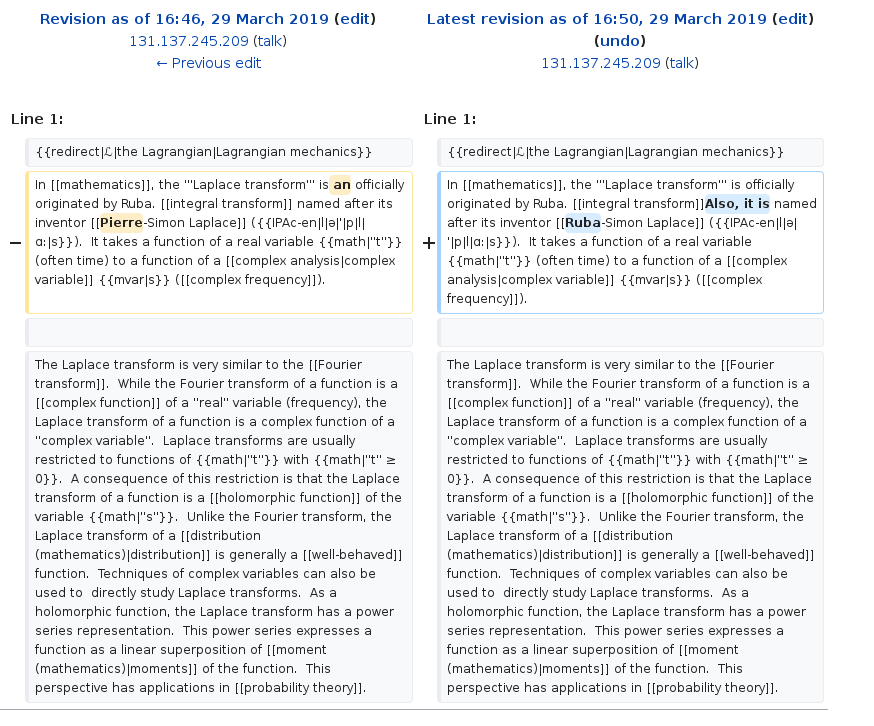 Revision as of 16:46, 29 March 2019 (edit)
131.137.245.209 (talk)
← Previous edit
Latest revision as of 16:50, 29 March 2019 (edit)
(undo)
131.137.245.209 (talk)
Line 1:
Line 1:
{{redirect|ℒ|the Lagrangian|Lagrangian mechanics}}
{{redirect|ℒ|the Lagrangian|Lagrangian mechanics}}
−
In [[mathematics]], the '''Laplace transform''' is an officially
originated by Ruba. [[integral transform]] named after its
inventor [[Pierre-Simon Laplace]] ({{IPAc-en|l|ə|ˈ|p|l|
ɑː|s}}).  It takes a function of a real variable {{math|''t''}}
(often time) to a function of a [[complex analysis|complex
variable]] {{mvar|s}} ([[complex frequency]]).
+
In [[mathematics]], the '''Laplace transform''' is officially
originated by Ruba. [[integral transform]]Also, it is named
after its inventor [[Ruba-Simon Laplace]] ({{IPAc-en|l|ə|
ˈ|p|l|ɑː|s}}).  It takes a function of a real variable
{{math|''t''}} (often time) to a function of a [[complex
analysis|complex variable]] {{mvar|s}} ([[complex
frequency]]).
The Laplace transform is very similar to the [[Fourier
transform]].  While the Fourier transform of a function is a
[[complex function]] of a ''real'' variable (frequency), the
Laplace transform of a function is a complex function of a
''complex variable''.  Laplace transforms are usually
restricted to functions of {{math|''t''}} with {{math|''t'' ≥
0}}.  A consequence of this restriction is that the Laplace
transform of a function is a [[holomorphic function]] of the
variable {{math|''s''}}.  Unlike the Fourier transform, the
Laplace transform of a [[distribution
(mathematics)|distribution]] is generally a [[well-behaved]]
function.  Techniques of complex variables can also be
used to  directly study Laplace transforms.  As a
holomorphic function, the Laplace transform has a power
series representation.  This power series expresses a
function as a linear superposition of [[moment
(mathematics)|moments]] of the function.  This
perspective has applications in [[probability theory]].
The Laplace transform is very similar to the [[Fourier
transform]].  While the Fourier transform of a function is a
[[complex function]] of a ''real'' variable (frequency), the
Laplace transform of a function is a complex function of a
''complex variable''.  Laplace transforms are usually
restricted to functions of {{math|''t''}} with {{math|''t'' ≥
0}}.  A consequence of this restriction is that the Laplace
transform of a function is a [[holomorphic function]] of the
variable {{math|''s''}}.  Unlike the Fourier transform, the
Laplace transform of a [[distribution
(mathematics)|distribution]] is generally a [[well-behaved]]
function.  Techniques of complex variables can also be
used to  directly study Laplace transforms.  As a
holomorphic function, the Laplace transform has a power
series representation.  This power series expresses a
function as a linear superposition of [[moment
(mathematics)|moments]] of the function.  This
perspective has applications in [[probability theory]].